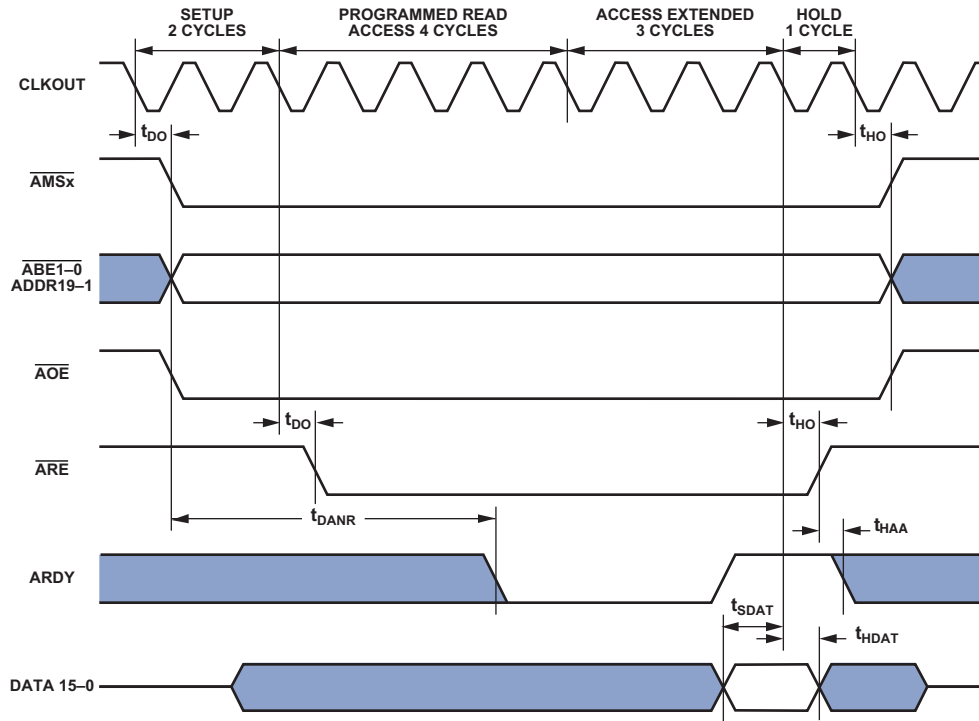 SETUP
2 CYCLES
PROGRAMMED READ
ACCESS 4 CYCLES
ACCESS EXTENDED
3 CYCLES
HOLD
1 CYCLE
CLKOUT
tDO
tHO
AMSx
ABE1–0
ADDR19–1
AOE
tDO
tHO
ARE
tDANR
tHAA
ARDY
tSDAT
tHDAT
DATA 15–0